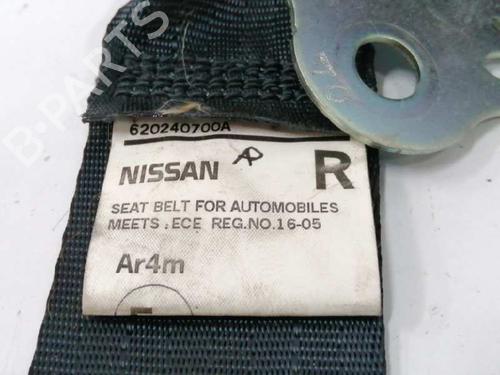 B-PARTS
620240700A
NISSAN R
SEAT BELT FOR AUTOMOBILES
MEETS : ECE REG.NO.16-05
Ar4m